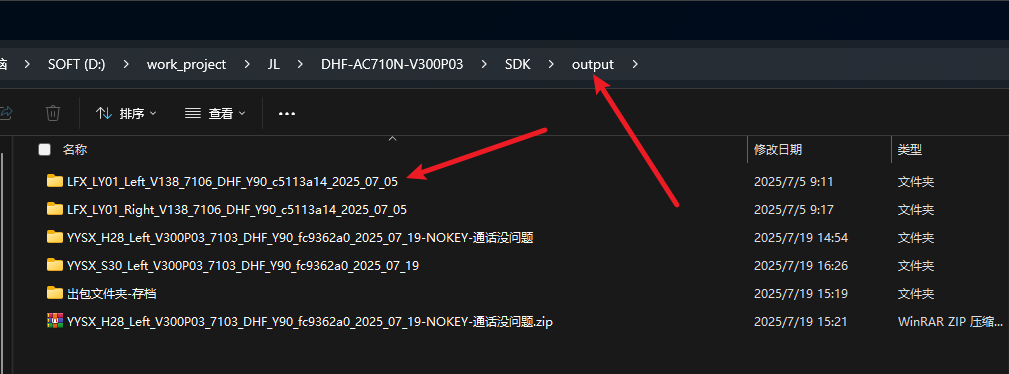 脑 > SOFT (D:) > work_project > JL > DHF-AC710N-V300P03 > SDK > output >
排序 查看 •••
名称 修改日期 类型
LFX_LY01_Left_V138_7106_DHF_Y90_c5113a14_2025_07_05 2025/7/5 9:11 文件夹
LFX_LY01_Right_V138_7106_DHF_Y90_c5113a14_2025_07_05 2025/7/5 9:17 文件夹
YYSX_H28_Left_V300P03_7103_DHF_Y90_fc9362a0_2025_07_19-NOKEY-通话没问题 2025/7/19 14:54 文件夹
YYSX_S30_Left_V300P03_7103_DHF_Y90_fc9362a0_2025_07_19 2025/7/19 16:26 文件夹
出包文件夹-存档 2025/7/19 15:19 文件夹
YYSX_H28_Left_V300P03_7103_DHF_Y90_fc9362a0_2025_07_19-NOKEY-通话没问题.zip 2025/7/19 15:21 WinRAR ZIP 压缩...